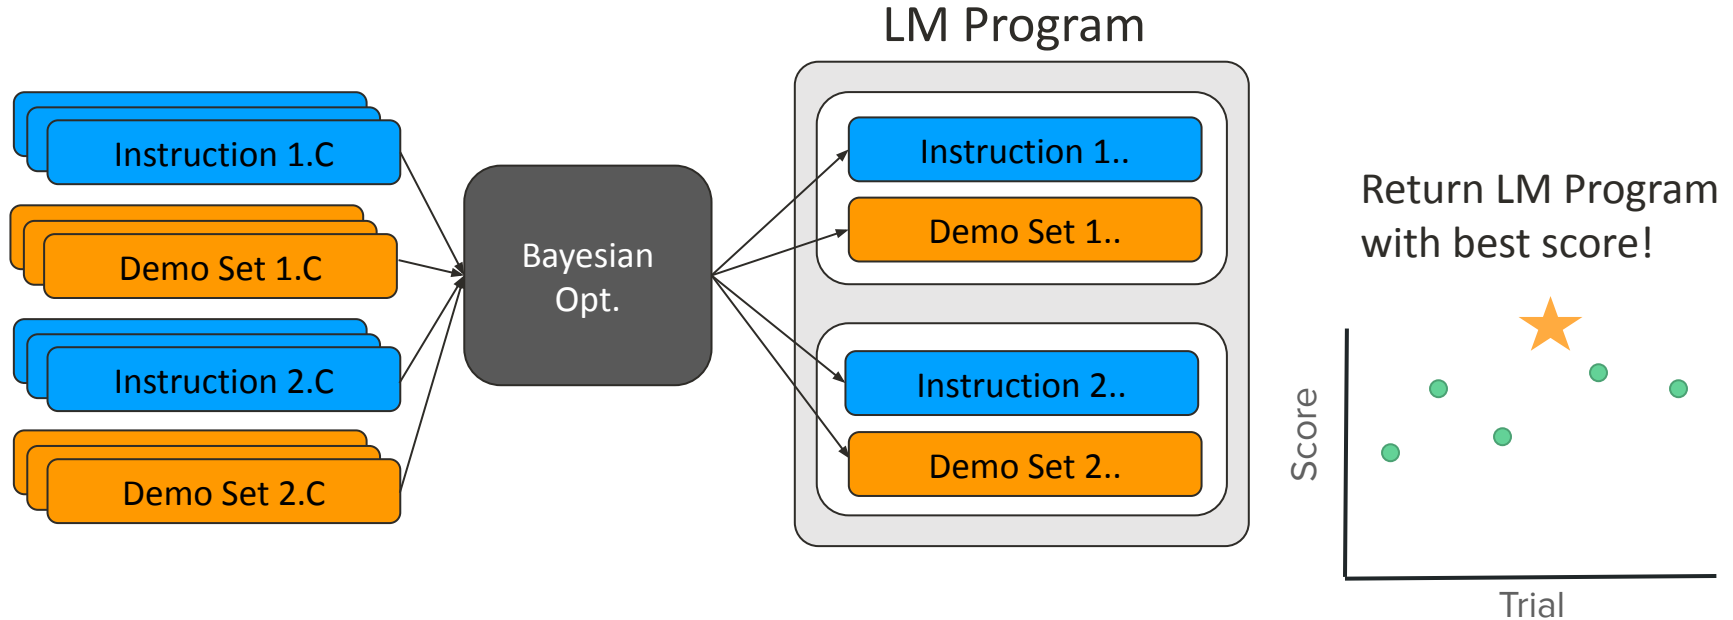 LM Program
Instruction 1.C
Demo Set 1.C
Instruction 2.C
Demo Set 2.C
Bayesian
Opt.
Instruction 1..
Demo Set 1..
Instruction 2..
Demo Set 2..
Return LM Program
with best score!
Score
Trial